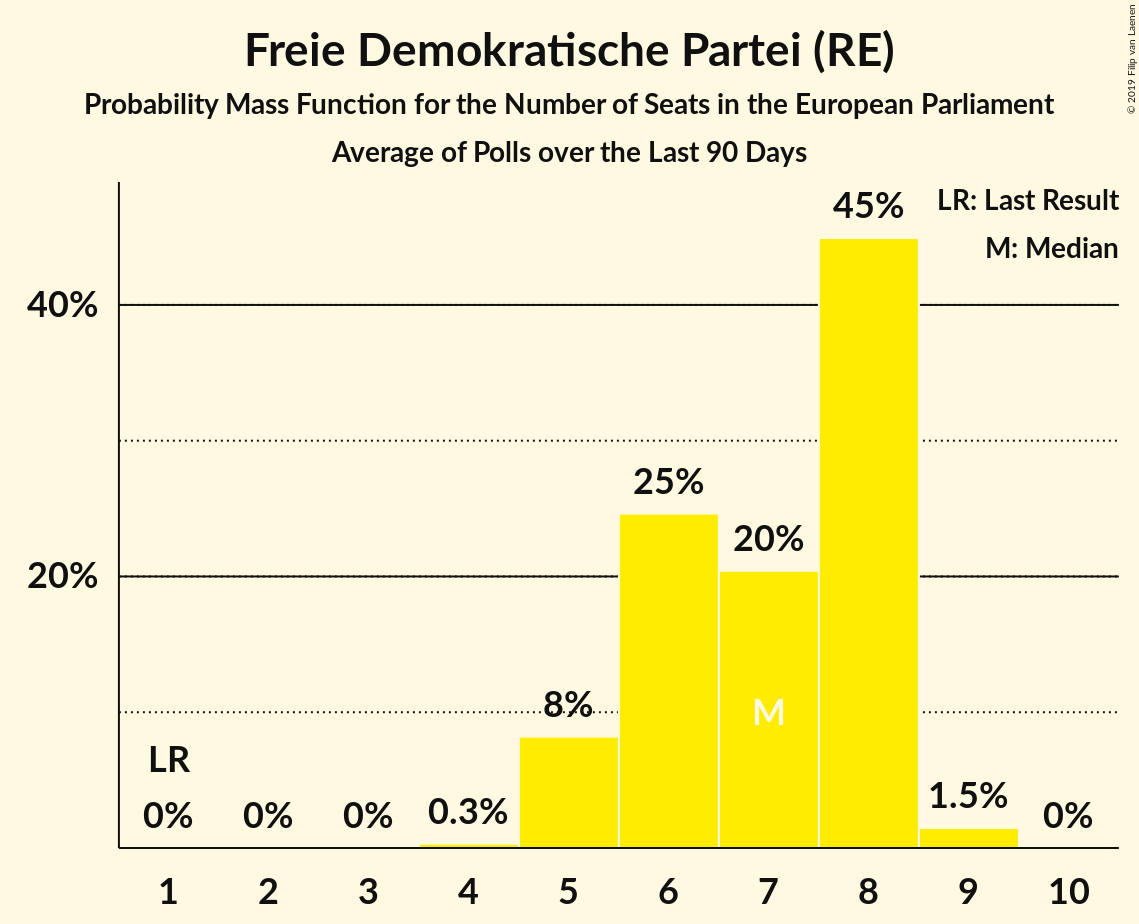 Freie Demokratische Partei (RE)
Probability Mass Function for the Number of Seats in the European Parliament
Average of Polls over the Last 90 Days
© 2019 Filip van Laenen
LR: Last Result
M: Median
45%
40%
25%
20%
20%
8%
M
LR
0%
0%
0%
0.3%
1.5%
0%
1
2
3
4
5
6
7
8
9
10